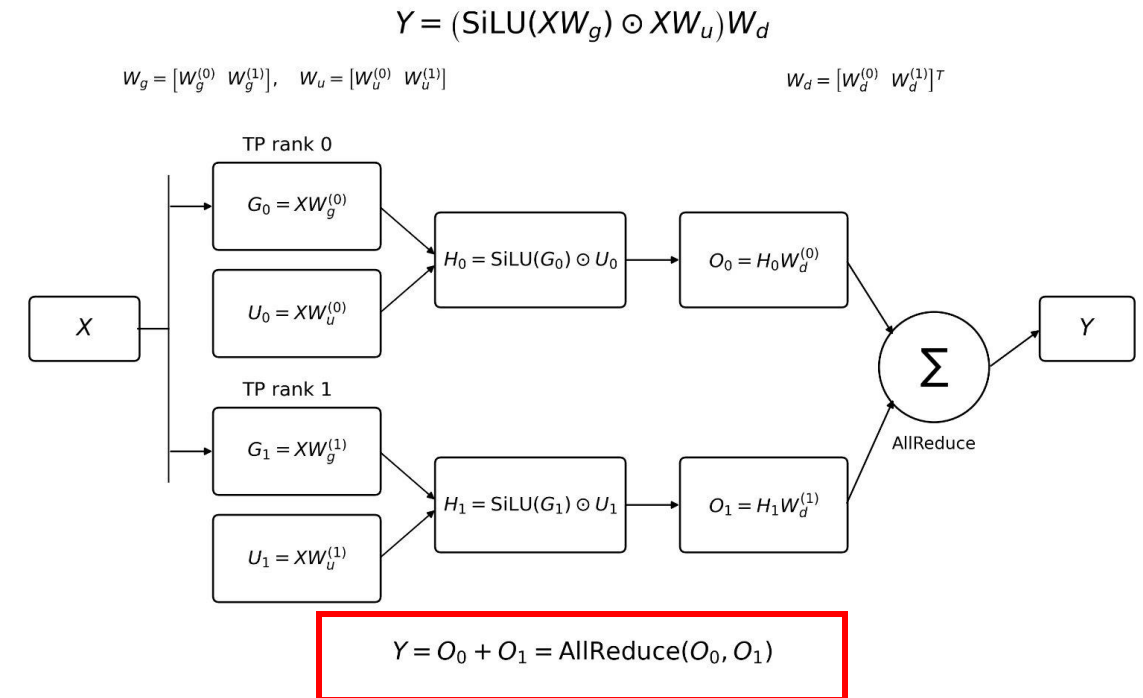 Y = (SiLU(XW_g) ⊙ XW_u)W_d
W_g = [W_g^(0) W_g^(1)], W_u = [W_u^(0) W_u^(1)]
W_d = [W_d^(0) W_d^(1)]^T
TP rank 0
G_0 = XW_g^(0)
H_0 = SiLU(G_0) ⊙ U_0
O_0 = H_0W_d^(0)
U_0 = XW_u^(0)
X
Y
∑
AllReduce
TP rank 1
G_1 = XW_g^(1)
H_1 = SiLU(G_1) ⊙ U_1
O_1 = H_1W_d^(1)
U_1 = XW_u^(1)
Y = O_0 + O_1 = AllReduce(O_0, O_1)